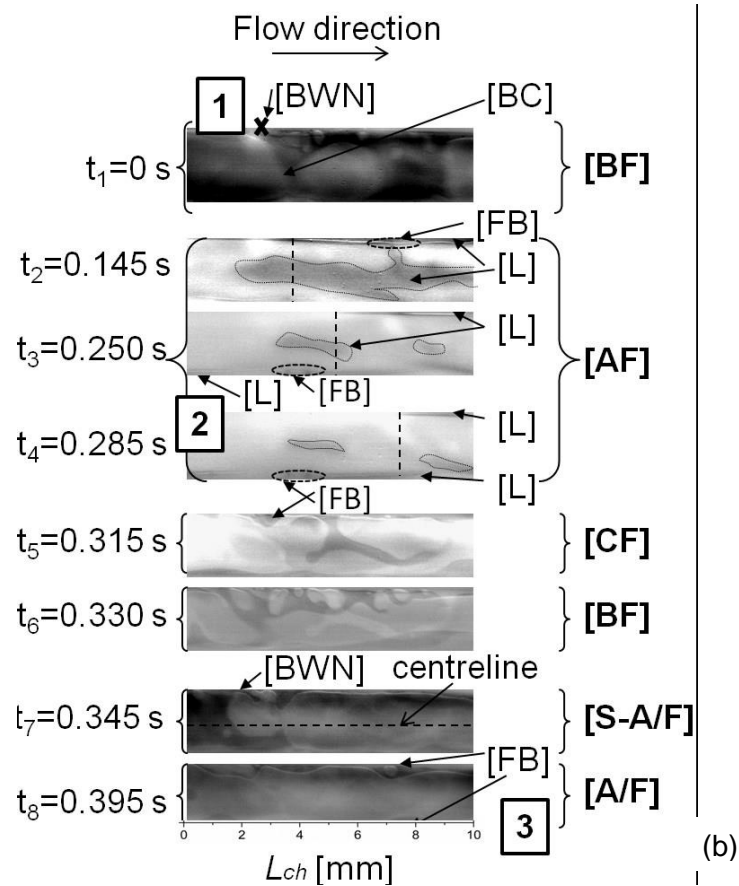 Flow direction
1 [BWN] [BC]
t₁=0 s [BF]
[FB]
t₂=0.145 s [L]
t₃=0.250 s [L] [AF]
[L] [FB]
2 [L]
t₄=0.285 s [L]
[FB]
t₅=0.315 s [CF]
t₆=0.330 s [BF]
[BWN] centreline
t₇=0.345 s [S-A/F]
[FB]
t₈=0.395 s [A/F]
3
0 2 4 6 8 10
(b)
L_ch [mm]